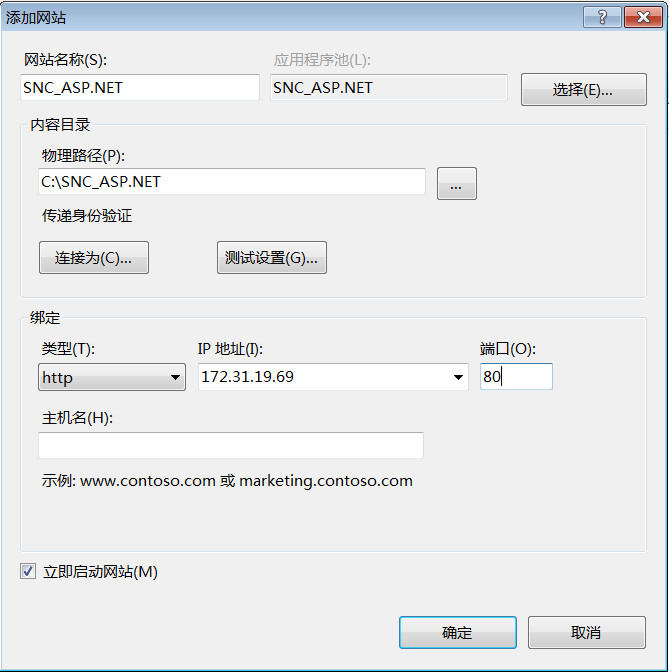 添加网站
网站名称(S): 应用程序池(L):
SNC_ASP.NET SNC_ASP.NET 选择(E)...
内容目录
物理路径(P):
C:\SNC_ASP.NET ...
传递身份验证
连接为(C)... 测试设置(G)...
绑定
类型(T): IP 地址(I): 端口(O):
http 172.31.19.69 80
主机名(H):
示例: www.contoso.com 或 marketing.contoso.com
立即启动网站(M)
确定 取消